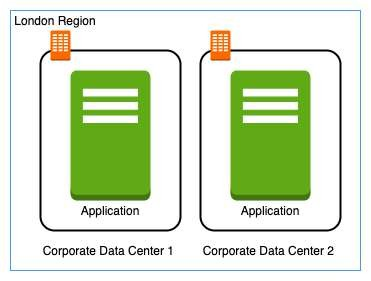 London Region
Application
Application
Corporate Data Center 1
Corporate Data Center 2